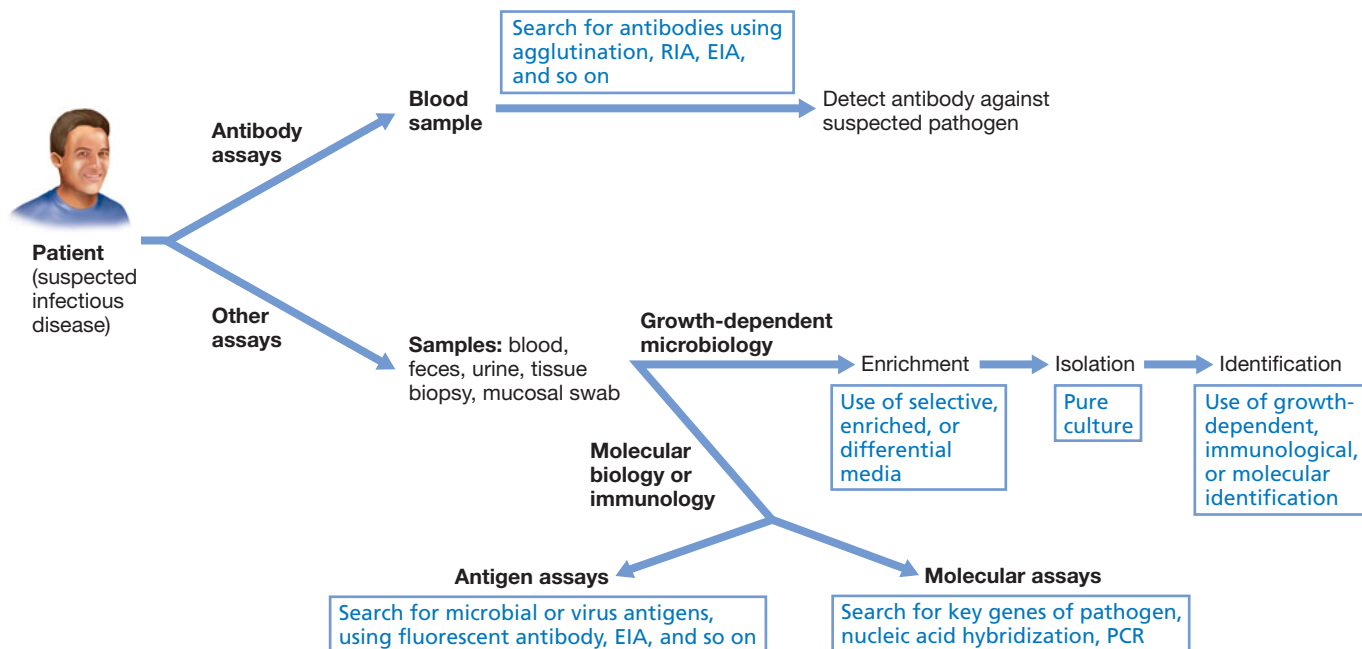 Search for antibodies using
agglutination, RIA, EIA,
and so on
Blood
sample
Detect antibody against
suspected pathogen
Antibody
assays
Patient
(suspected
infectious
disease)
Other
assays
Samples: blood,
feces, urine, tissue
biopsy, mucosal swab
Growth-dependent
microbiology
Enrichment
Use of selective,
enriched, or
differential
media
Isolation
Pure
culture
Identification
Use of growth-
dependent,
immunological,
or molecular
identification
Molecular
biology or
immunology
Antigen assays
Search for microbial or virus antigens,
using fluorescent antibody, EIA, and so on
Molecular assays
Search for key genes of pathogen,
nucleic acid hybridization, PCR